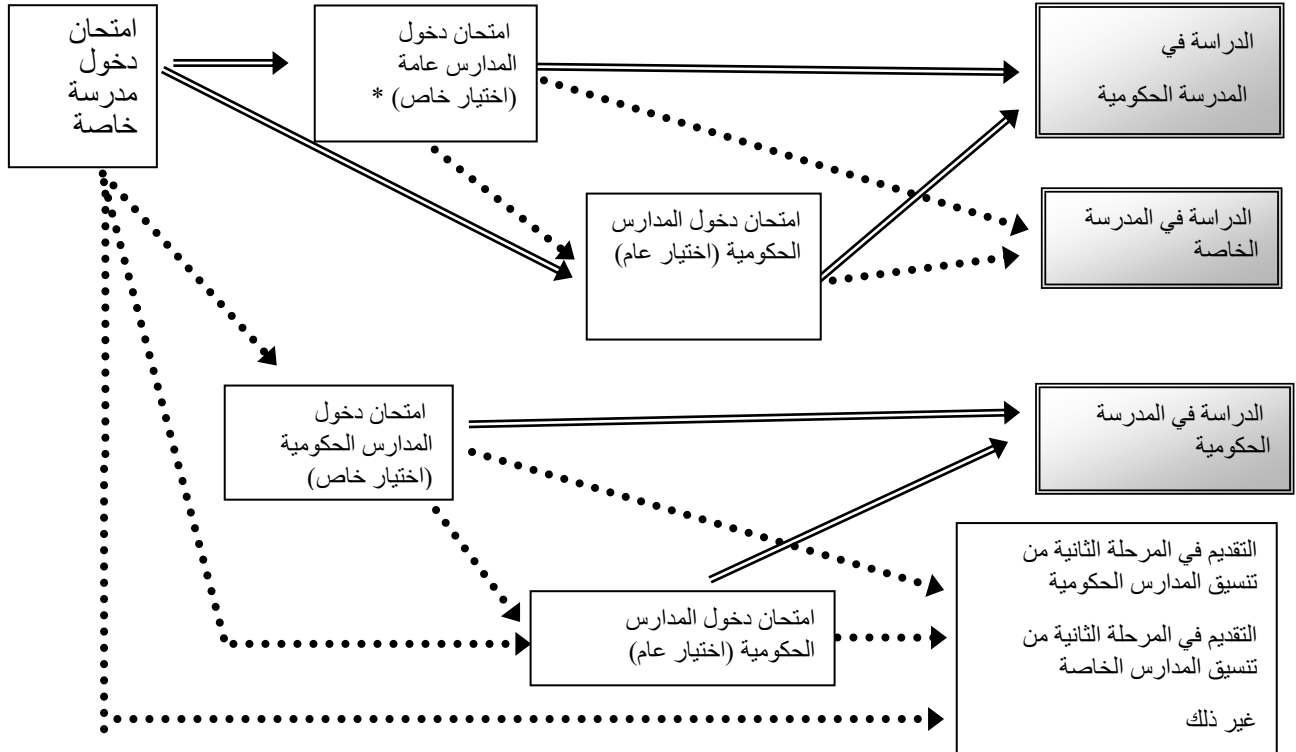 امتحان
دخول
مدرسة
خاصة
امتحان دخول
المدارس عامة
(اختيار خاص) *
الدراسة في
المدرسة الحكومية
امتحان دخول المدارس
الحكومية (اختيار عام)
الدراسة في المدرسة
الخاصة
امتحان دخول
المدارس الحكومية
(اختيار خاص)
الدراسة في المدرسة
الحكومية
امتحان دخول المدارس
الحكومية (اختيار عام)
التقديم في المرحلة الثانية من
تنسيق المدارس الحكومية
التقديم في المرحلة الثانية من
تنسيق المدارس الخاصة
غير ذلك